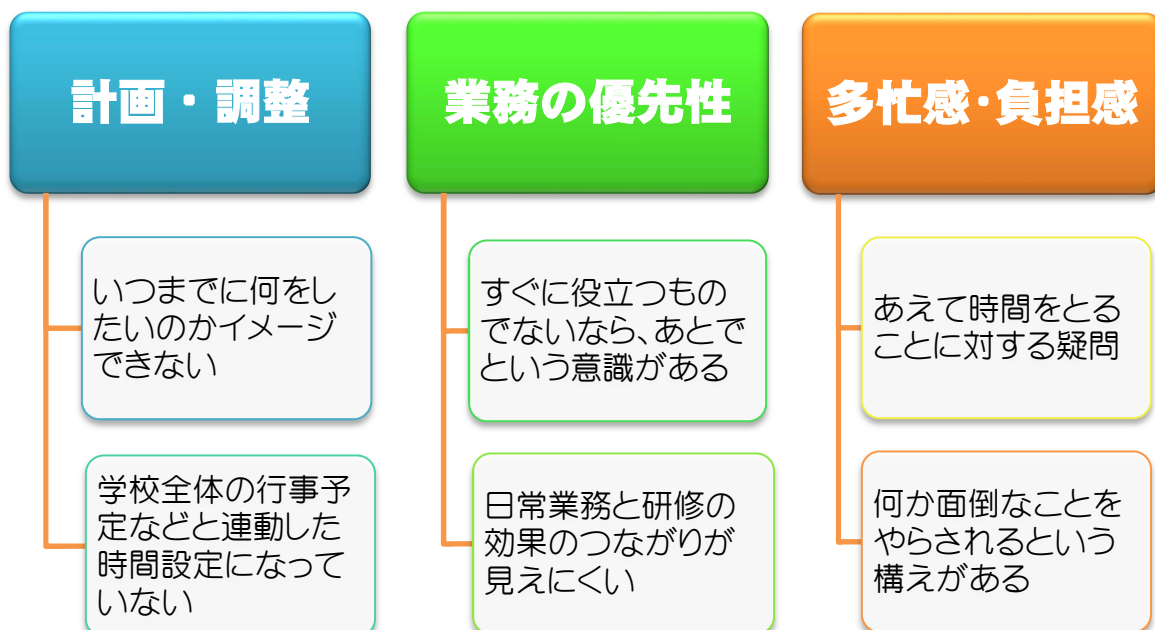 計画・調整
いつまでに何をし
たいのかイメージ
できない
学校全体の行事予
定などと連動した
時間設定になって
いない
業務の優先性
すぐに役立つもの
でないなら、あとで
という意識がある
日常業務と研修の
効果のつながりが
見えにくい
多忙感・負担感
あえて時間をとる
ことに対する疑問
何か面倒なことを
やらされるという
構えがある